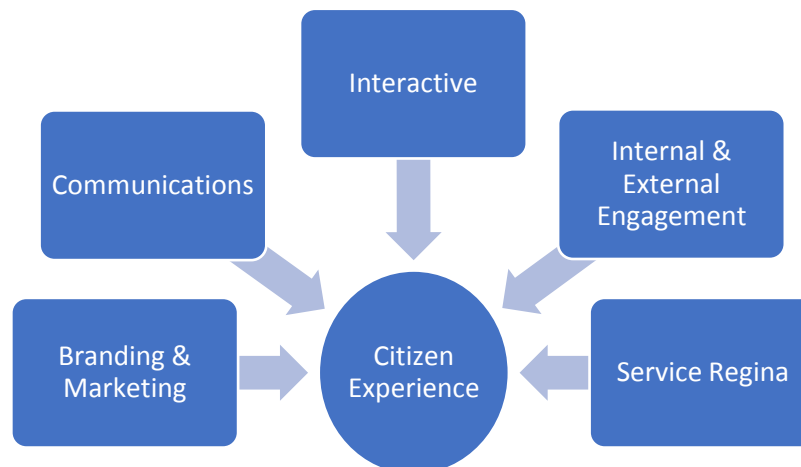 Interactive
Communications
Internal &
External
Engagement
Branding &
Marketing
Citizen
Experience
Service Regina